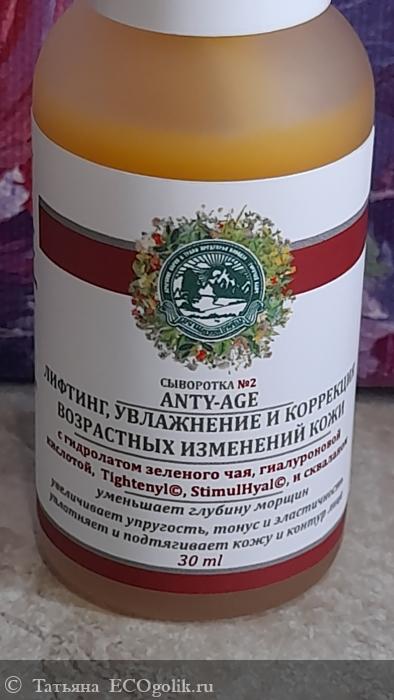 СЫВОРОТКА №2
ANTY-AGE
ЛИФТИНГ, УВЛАЖНЕНИЕ И КОРРЕКЦИЯ
ВОЗРАСТНЫХ ИЗМЕНЕНИЙ КОЖИ
с гидролатом зеленого чая, гиалуроновой
кислотой, Tightenyl©, StimulHyal©, и скваланом
уменьшает глубину морщин
увеличивает упругость, тонус и эластичность
уплотняет и подтягивает кожу и контур лица
30 ml
© Татьяна ECOgolik.ru